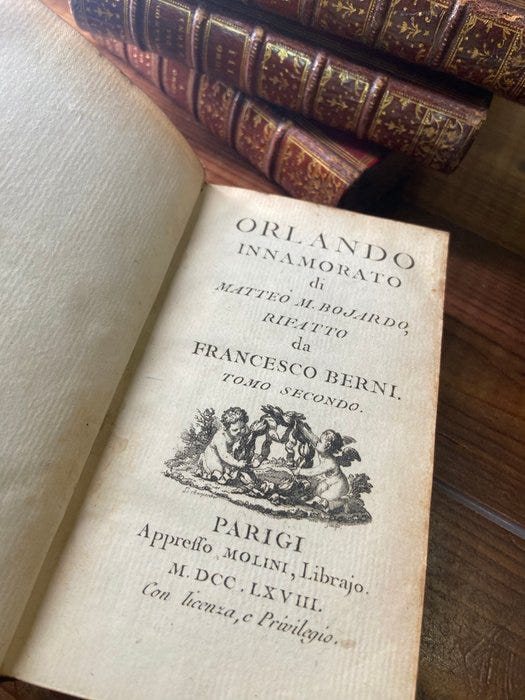 ORLANDO
INNAMORATO
di
MATTEO M. BOJARDO,
RIFATTO
da
FRANCESCO BERNI.
TOMO SECONDO.
PARIGI
Appreſſo MOLINI, Librajo.
M. DCC. LXVIII.
Con licenza, e Privilegio.